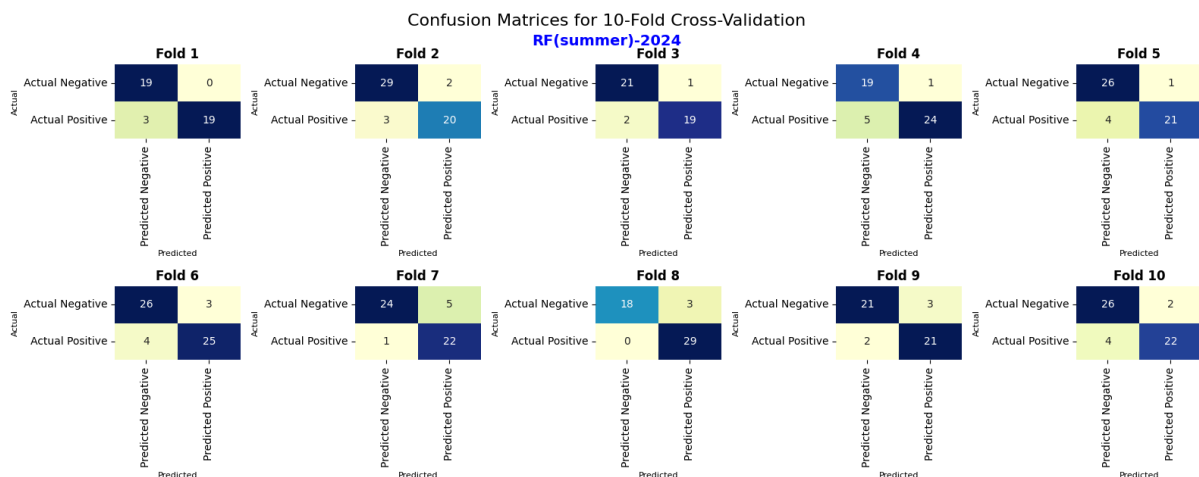 Confusion Matrices for 10-Fold Cross-Validation
RF(summer)-2024
Fold 1
Actual
Actual Negative
19
0
Actual Positive
3
19
Predicted Negative
Predicted Positive
Predicted
Fold 2
Actual
Actual Negative
29
2
Actual Positive
3
20
Predicted Negative
Predicted Positive
Predicted
Fold 3
Actual
Actual Negative
21
1
Actual Positive
2
19
Predicted Negative
Predicted Positive
Predicted
Fold 4
Actual
Actual Negative
19
1
Actual Positive
5
24
Predicted Negative
Predicted Positive
Predicted
Fold 5
Actual
Actual Negative
26
1
Actual Positive
4
21
Predicted Negative
Predicted Positive
Predicted
Fold 6
Actual
Actual Negative
26
3
Actual Positive
4
25
Predicted Negative
Predicted Positive
Predicted
Fold 7
Actual
Actual Negative
24
5
Actual Positive
1
22
Predicted Negative
Predicted Positive
Predicted
Fold 8
Actual
Actual Negative
18
3
Actual Positive
0
29
Predicted Negative
Predicted Positive
Predicted
Fold 9
Actual
Actual Negative
21
3
Actual Positive
2
21
Predicted Negative
Predicted Positive
Predicted
Fold 10
Actual
Actual Negative
26
2
Actual Positive
4
22
Predicted Negative
Predicted Positive
Predicted